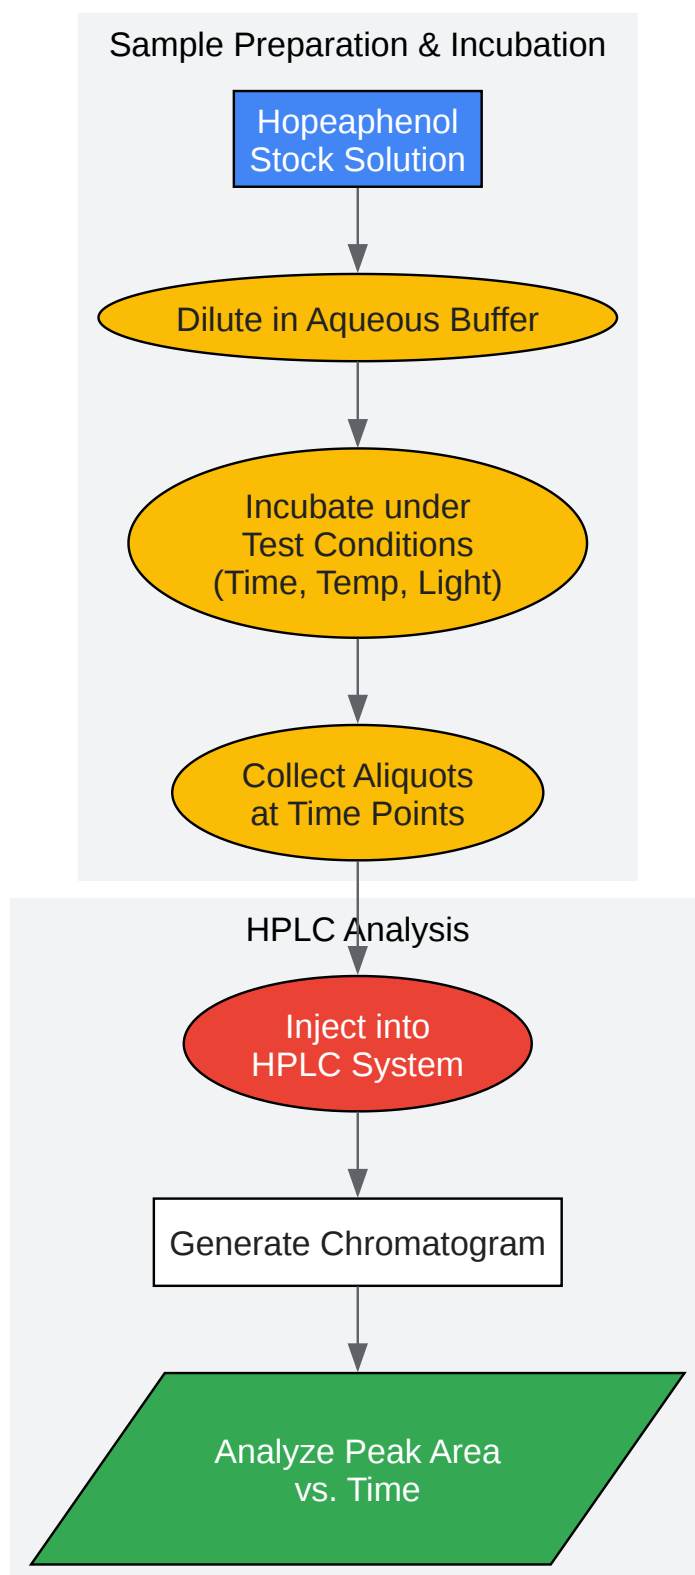 Sample Preparation & Incubation
Hopeaphenol
Stock Solution
Dilute in Aqueous Buffer
Incubate under
Test Conditions
(Time, Temp, Light)
Collect Aliquots
at Time Points
HPLC Analysis
Inject into
HPLC System
Generate Chromatogram
Analyze Peak Area
vs. Time